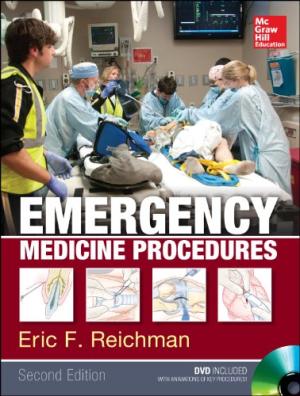 Mc
Graw
Hill
Education
EMERGENCY
MEDICINE PROCEDURES
Eric F. Reichman
Second Edition
DVD INCLUDED
WITH ANIMATIONS OF KEY PROCEDURES!